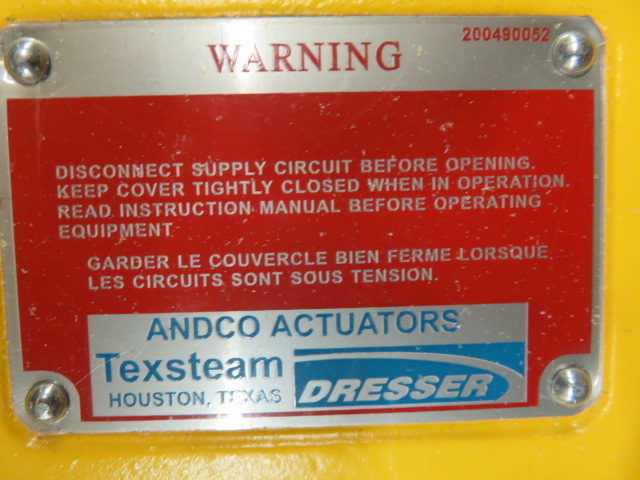 200490052
WARNING
DISCONNECT SUPPLY CIRCUIT BEFORE OPENING.
KEEP COVER TIGHTLY CLOSED WHEN IN OPERATION.
READ INSTRUCTION MANUAL BEFORE OPERATING
EQUIPMENT
GARDER LE COUVERCLE BIEN FERME LORSQUE
LES CIRCUITS SONT SOUS TENSION.
ANDCO ACTUATORS
Texsteam
HOUSTON, TEXAS
DRESSER